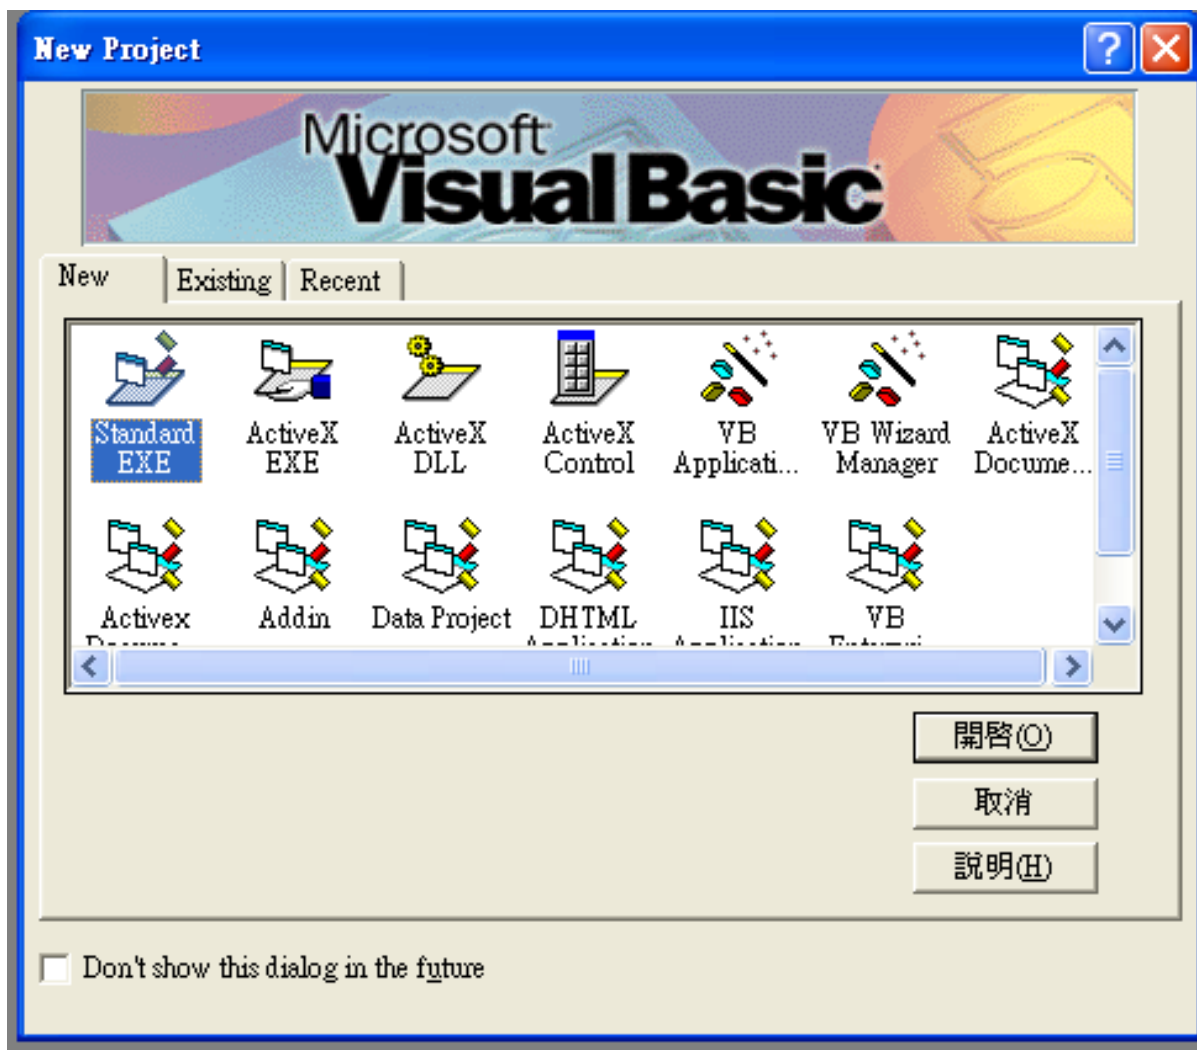 New Project
Microsoft
Visual Basic
New Existing Recent
Standard ActiveX ActiveX ActiveX VB VB Wizard ActiveX
EXE EXE DLL Control Applicati... Manager Docume...
Activex Addin Data Project DHTML IIS VB
開啓(O)
取消
説明(H)
Don't show this dialog in the future